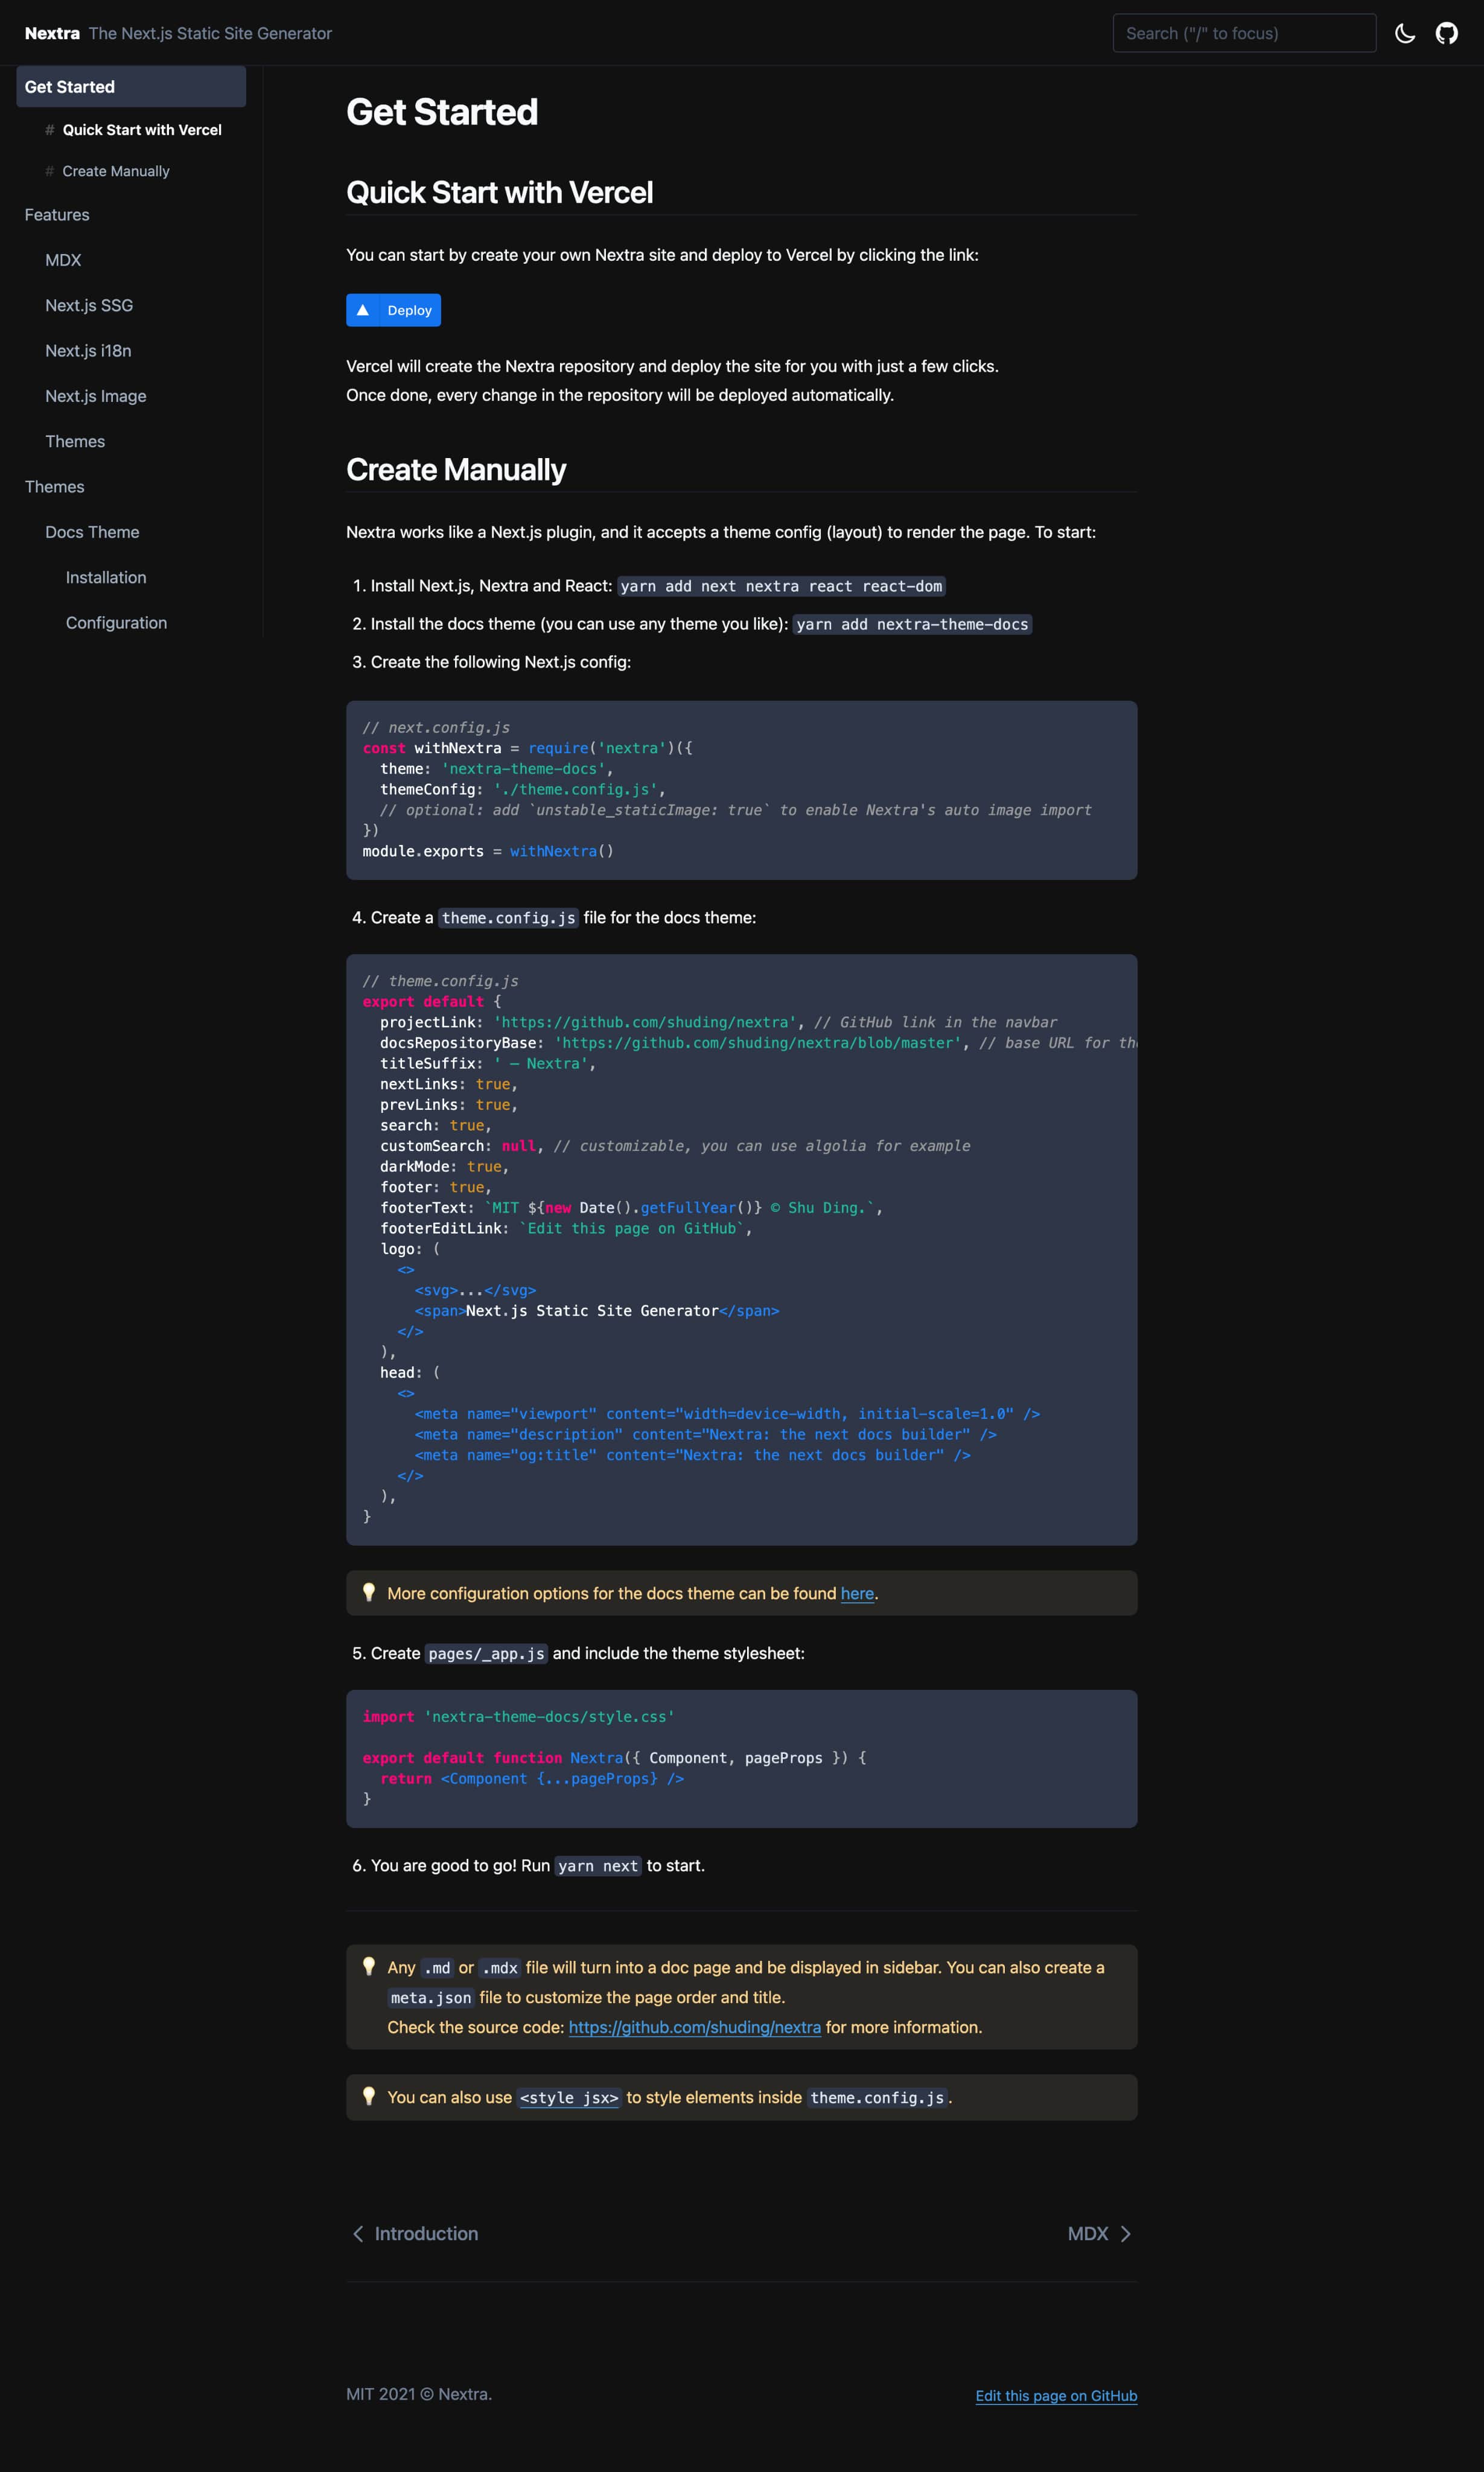 Nextra The Next.js Static Site Generator
Search ("/" to focus)
Get Started
# Quick Start with Vercel
# Create Manually
Features
MDX
Next.js SSG
Next.js i18n
Next.js Image
Themes
Themes
Docs Theme
Installation
Configuration
Get Started
Quick Start with Vercel
You can start by create your own Nextra site and deploy to Vercel by clicking the link:
Deploy
Vercel will create the Nextra repository and deploy the site for you with just a few clicks.
Once done, every change in the repository will be deployed automatically.
Create Manually
Nextra works like a Next.js plugin, and it accepts a theme config (layout) to render the page. To start:
1. Install Next.js, Nextra and React: yarn add next nextra react react-dom
2. Install the docs theme (you can use any theme you like): yarn add nextra-theme-docs
3. Create the following Next.js config:
// next.config.js
const withNextra = require('nextra')({
  theme: 'nextra-theme-docs',
  themeConfig: './theme.config.js',
  // optional: add `unstable_staticImage: true` to enable Nextra's auto image import
})
module.exports = withNextra()
4. Create a theme.config.js file for the docs theme:
// theme.config.js
export default {
  projectLink: 'https://github.com/shuding/nextra', // GitHub link in the navbar
  docsRepositoryBase: 'https://github.com/shuding/nextra/blob/master', // base URL for
  titleSuffix: ' – Nextra',
  nextLinks: true,
  prevLinks: true,
  search: true,
  customSearch: null, // customizable, you can use algolia for example
  darkMode: true,
  footer: true,
  footerText: `MIT ${new Date().getFullYear()} © Shu Ding.`,
  footerEditLink: `Edit this page on GitHub`,
  logo: (
    <>
      <svg>...</svg>
      <span>Next.js Static Site Generator</span>
    </>
  ),
  head: (
    <>
      <meta name="viewport" content="width=device-width, initial-scale=1.0" />
      <meta name="description" content="Nextra: the next docs builder" />
      <meta name="og:title" content="Nextra: the next docs builder" />
    </>
  ),
}
💡 More configuration options for the docs theme can be found here.
5. Create pages/_app.js and include the theme stylesheet:
import 'nextra-theme-docs/style.css'
export default function Nextra({ Component, pageProps }) {
  return <Component {...pageProps} />
}
6. You are good to go! Run yarn next to start.
💡 Any .md or .mdx file will turn into a doc page and be displayed in sidebar. You can also create a
meta.json file to customize the page order and title.
Check the source code: https://github.com/shuding/nextra for more information.
💡 You can also use <style jsx> to style elements inside theme.config.js.
Introduction
MDX
MIT 2021 © Nextra.
Edit this page on GitHub